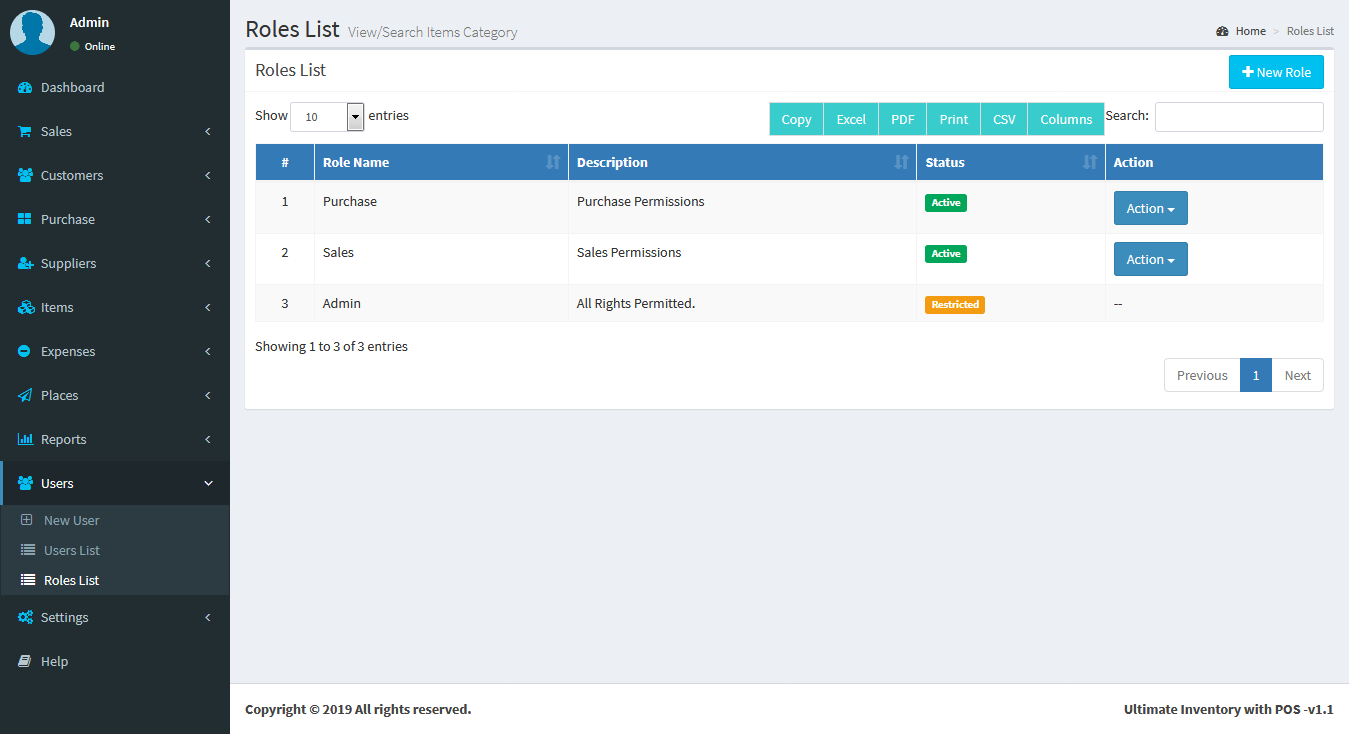 Admin
Online
Dashboard
Sales
Customers
Purchase
Suppliers
Items
Expenses
Places
Reports
Users
New User
Users List
Roles List
Settings
Help
Roles List View/Search Items Category
Home > Roles List
Roles List
New Role
Show 10 entries
Copy Excel PDF Print CSV Columns Search:
# Role Name Description Status Action
1 Purchase Purchase Permissions Active Action
2 Sales Sales Permissions Active Action
3 Admin All Rights Permitted. Restricted --
Showing 1 to 3 of 3 entries
Previous 1 Next
Copyright © 2019 All rights reserved.
Ultimate Inventory with POS -v1.1